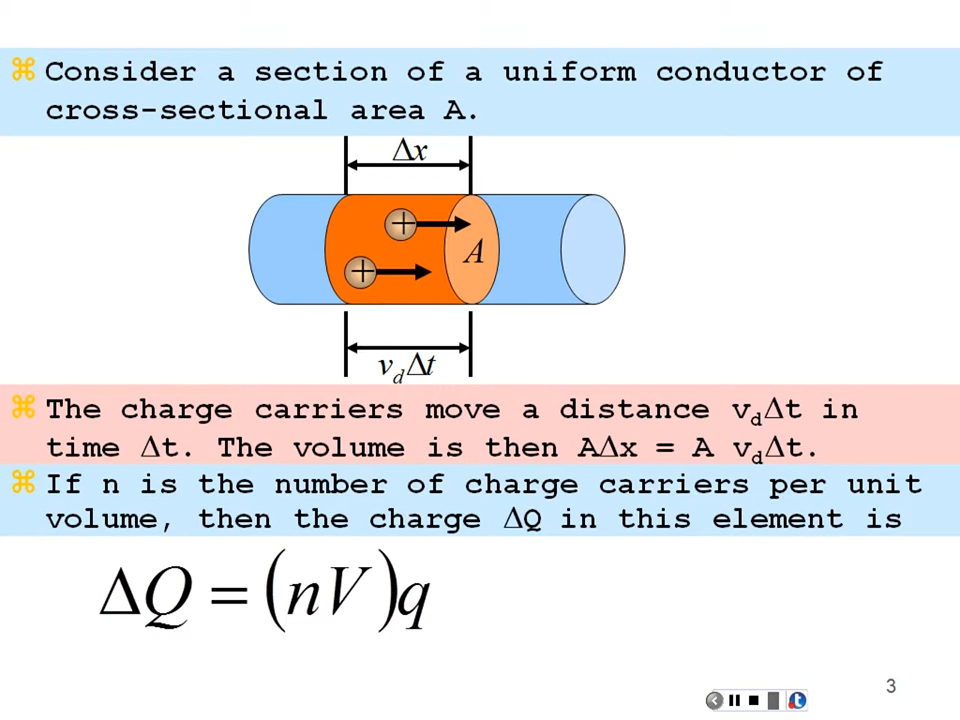 Consider a section of a uniform conductor of
cross-sectional area A.
Δx
+
A
+
v_dΔt
The charge carriers move a distance v_dΔt in
time Δt. The volume is then AΔx = A v_dΔt.
If n is the number of charge carriers per unit
volume, then the charge ΔQ in this element is
ΔQ = (nV)q
3